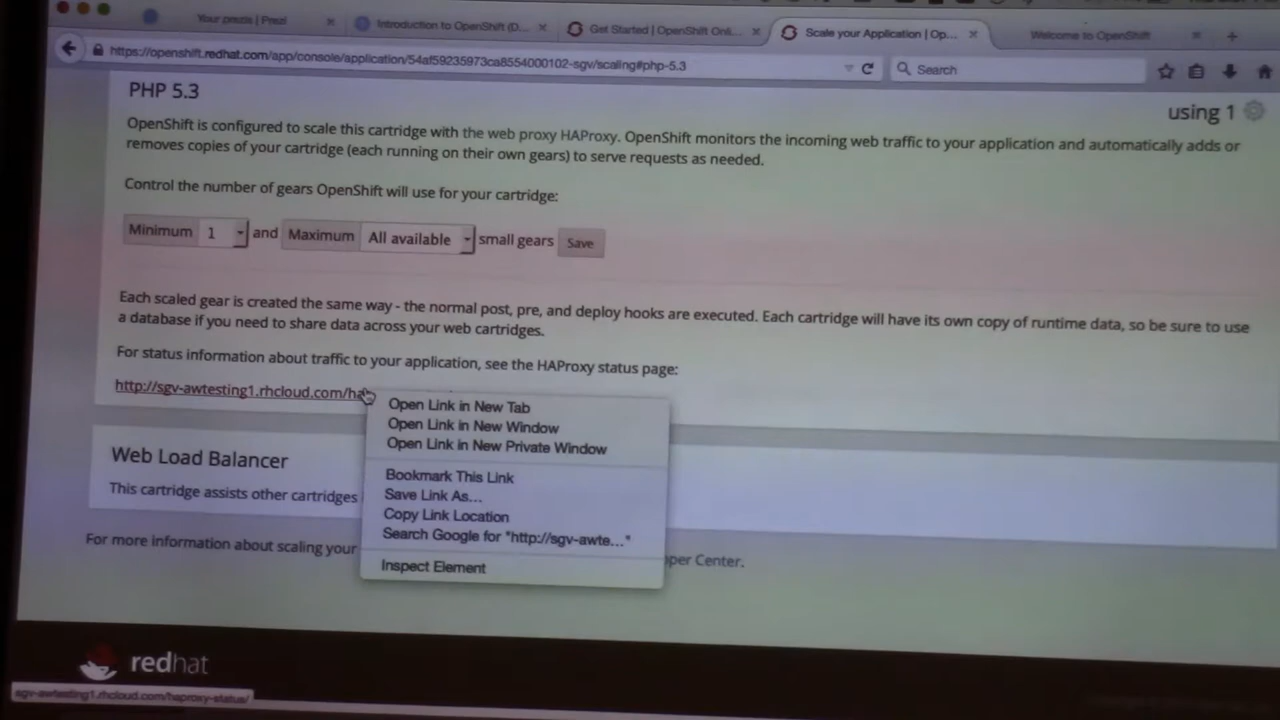 Your prezis | Prezi
Introduction to OpenShift (D...
Get Started | OpenShift Onli...
Scale your Application | Op...
Welcome to OpenShift
https://openshift.redhat.com/app/console/application/54af59235973ca8554000102-sgv/scaling#php-5.3
Search
PHP 5.3
using 1
OpenShift is configured to scale this cartridge with the web proxy HAProxy. OpenShift monitors the incoming web traffic to your application and automatically adds or
removes copies of your cartridge (each running on their own gears) to serve requests as needed.
Control the number of gears OpenShift will use for your cartridge:
Minimum 1 and Maximum All available small gears Save
Each scaled gear is created the same way - the normal post, pre, and deploy hooks are executed. Each cartridge will have its own copy of runtime data, so be sure to use
a database if you need to share data across your web cartridges.
For status information about traffic to your application, see the HAProxy status page:
http://sgv-awtesting1.rhcloud.com/ha
Open Link in New Tab
Open Link in New Window
Open Link in New Private Window
Bookmark This Link
Save Link As...
Copy Link Location
Search Google for "http://sgv-awte..."
Inspect Element
Web Load Balancer
This cartridge assists other cartridges
For more information about scaling your
oper Center.
redhat
sgv-awtesting1.rhcloud.com/haproxy-status/